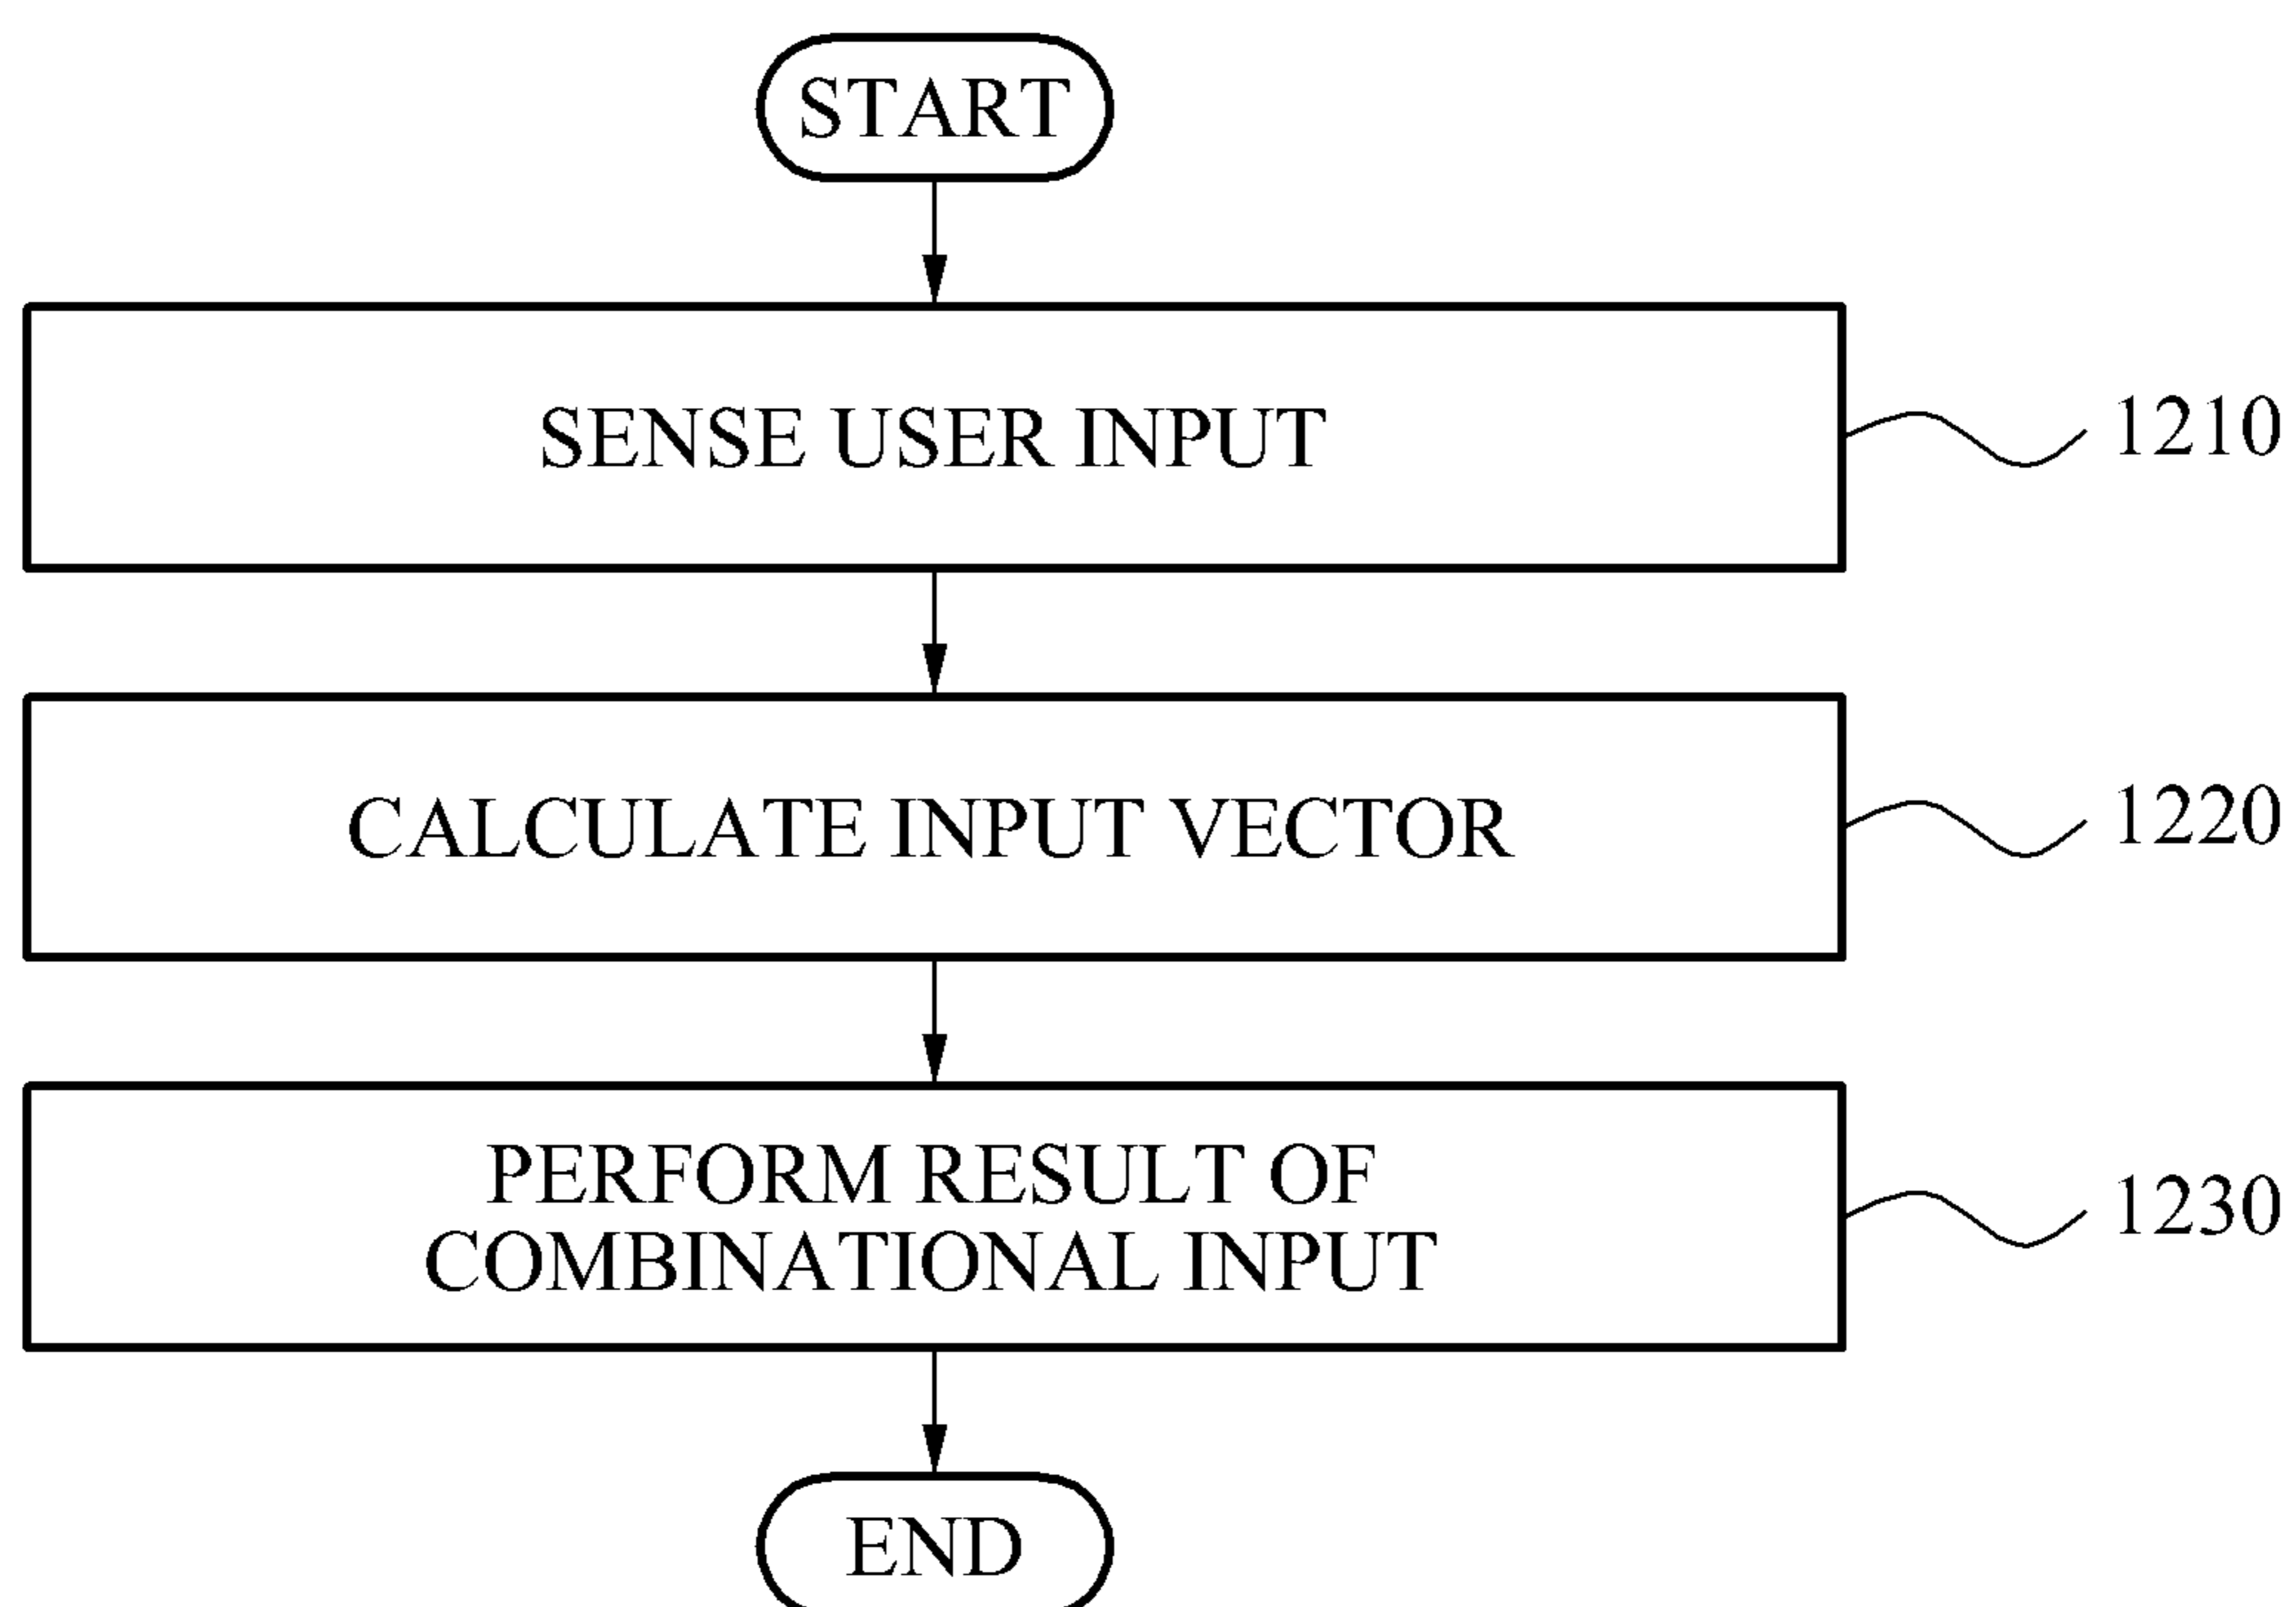 START
SENSE USER INPUT
1210
CALCULATE INPUT VECTOR
1220
PERFORM RESULT OF
COMBINATIONAL INPUT
1230
END